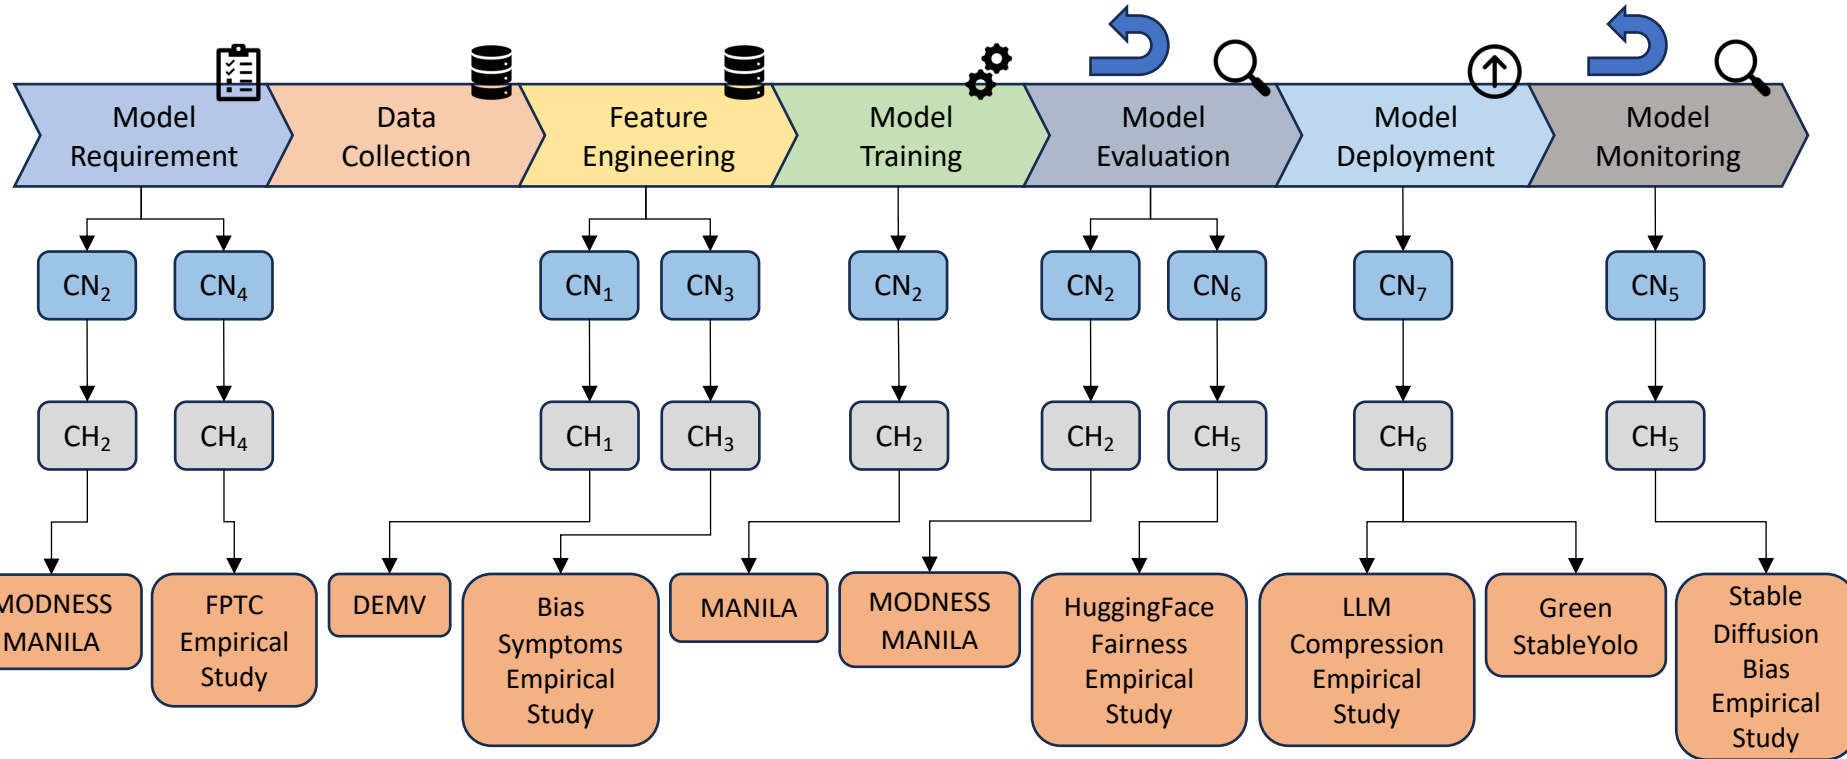 Model
Requirement
Data
Collection
Feature
Engineering
Model
Training
Model
Evaluation
Model
Deployment
Model
Monitoring
CN₂
CN₄
CN₁
CN₃
CN₂
CN₂
CN₆
CN₇
CN₅
CH₂
CH₄
CH₁
CH₃
CH₂
CH₂
CH₅
CH₆
CH₅
MODNESS
MANILA
FPTC
Empirical
Study
DEMV
Bias
Symptoms
Empirical
Study
MANILA
MODNESS
MANILA
HuggingFace
Fairness
Empirical
Study
LLM
Compression
Empirical
Study
Green
StableYolo
Stable
Diffusion
Bias
Empirical
Study